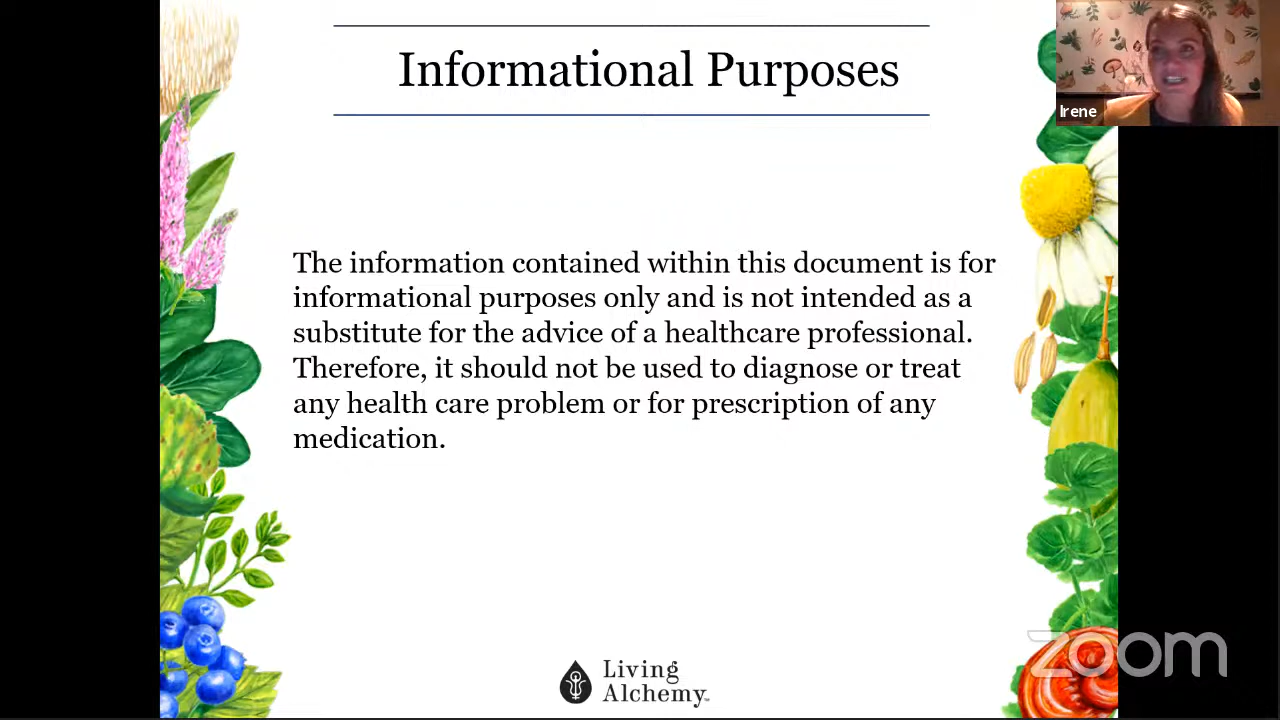 Informational Purposes
Irene
The information contained within this document is for
informational purposes only and is not intended as a
substitute for the advice of a healthcare professional.
Therefore, it should not be used to diagnose or treat
any health care problem or for prescription of any
medication.
zoom
Living
Alchemy™